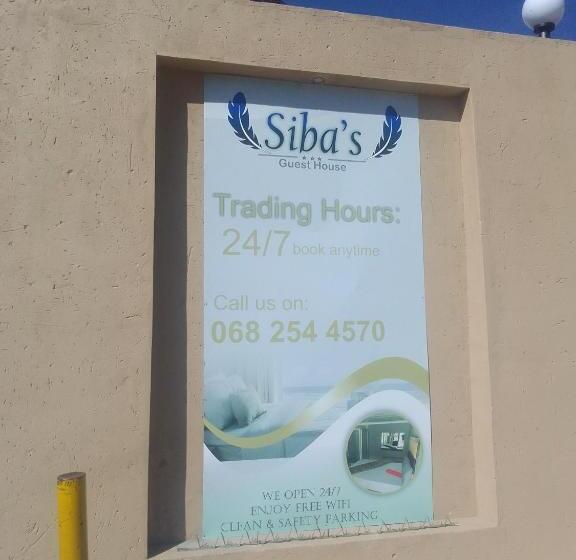 Siba's
Guest House
Trading Hours:
24/7 book anytime
Call us on:
068 254 4570
WE OPEN 24/7
ENJOY FREE WIFI
CLEAN & SAFETY PARKING